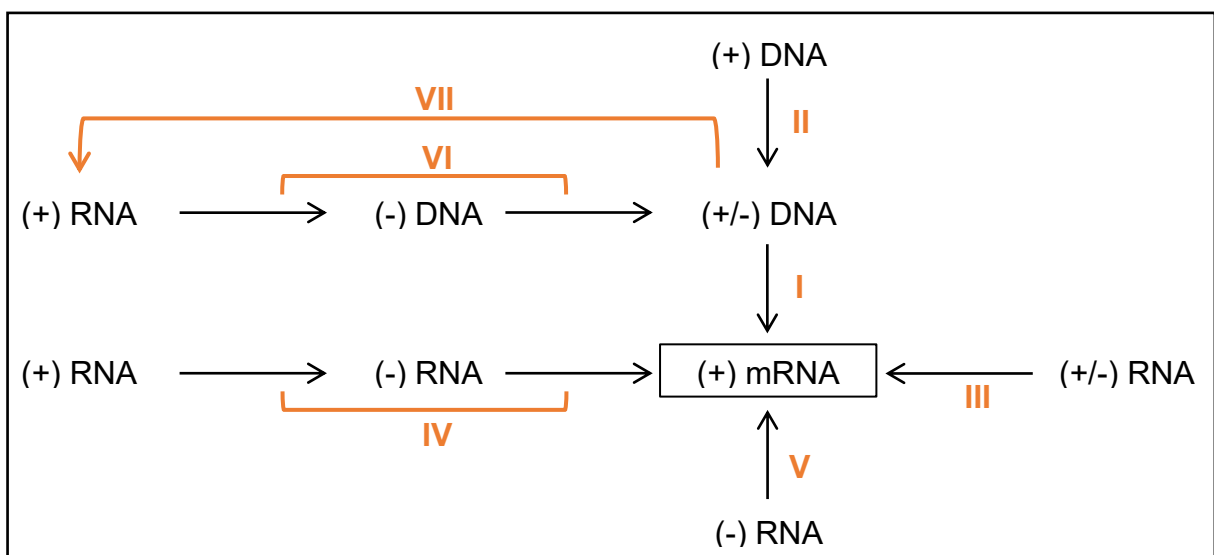 (+) DNA
VII
II
VI
(+) RNA
(-) DNA
(+/-) DNA
I
(+) RNA
(-) RNA
(+) mRNA
(+/-) RNA
III
IV
V
(-) RNA